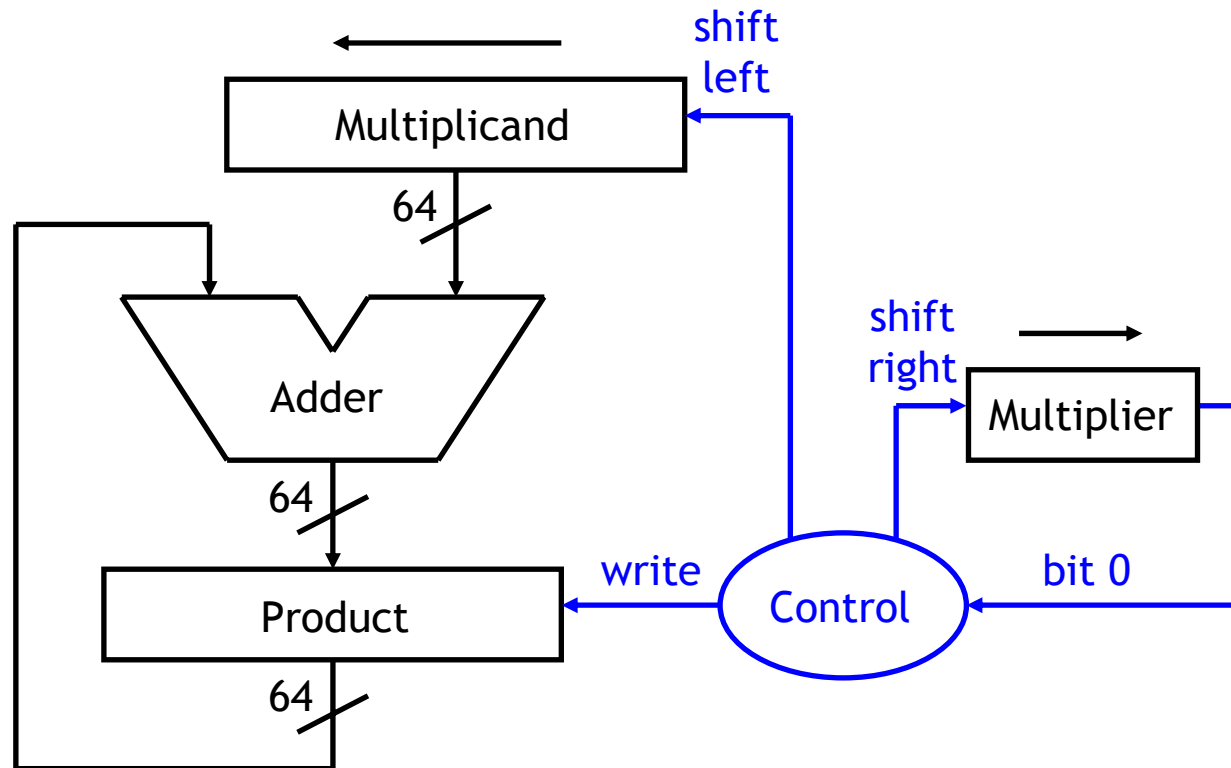 shift
left
Multiplicand
64
Adder
shift
right
Multiplier
64
write
Control
bit 0
Product
64